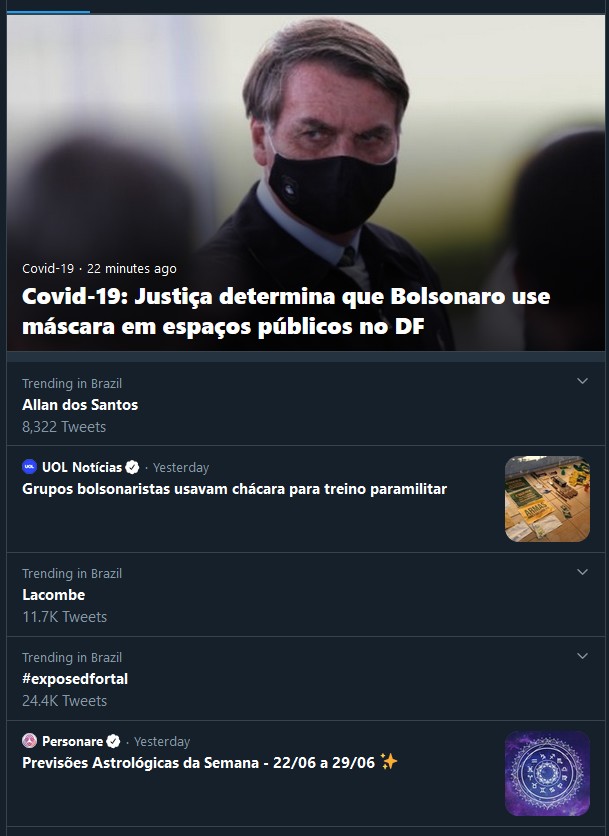 Covid-19 · 22 minutes ago
Covid-19: Justiça determina que Bolsonaro use
máscara em espaços públicos no DF
Trending in Brazil
Allan dos Santos
8,322 Tweets
UOL Notícias · Yesterday
Grupos bolsonaristas usavam chácara para treino paramilitar
Trending in Brazil
Lacombe
11.7K Tweets
Trending in Brazil
#exposedfortal
24.4K Tweets
Personare · Yesterday
Previsões Astrológicas da Semana - 22/06 a 29/06 ✨